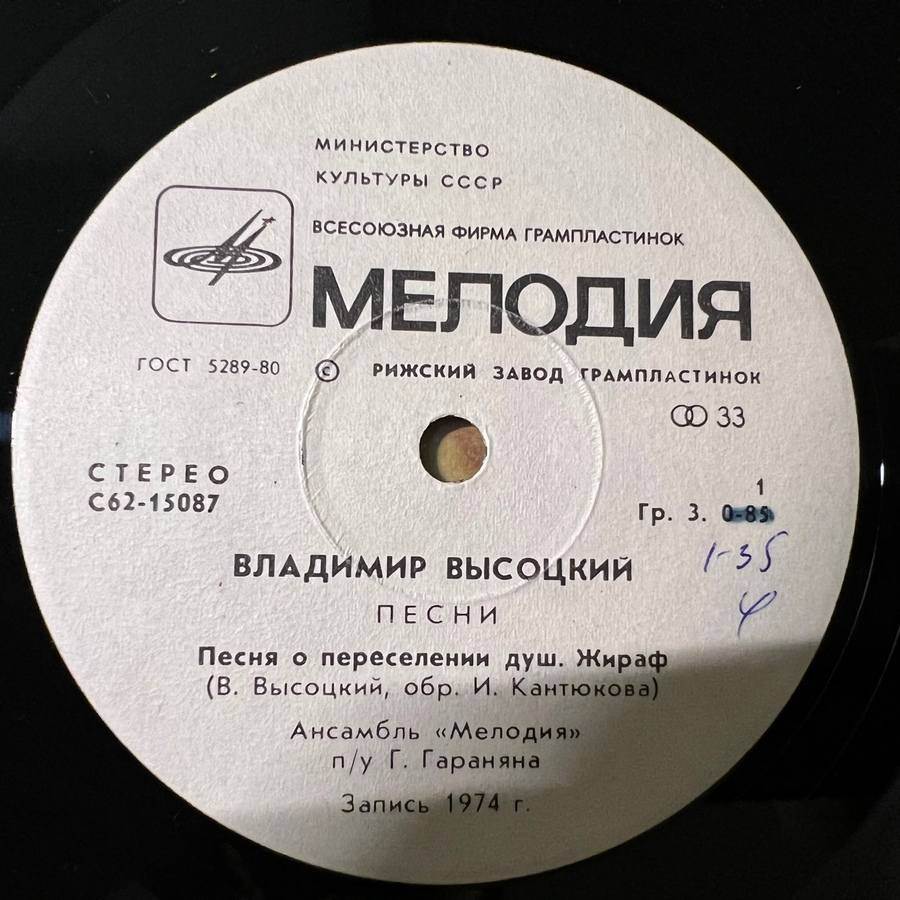 МИНИСТЕРСТВО
КУЛЬТУРЫ СССР
ВСЕСОЮЗНАЯ ФИРМА ГРАМПЛАСТИНОК
МЕЛОДИЯ
ГОСТ 5289-80 © РИЖСКИЙ ЗАВОД ГРАМПЛАСТИНОК
33
СТЕРЕО
С62-15087
1
Гр. 3. 0-85
1-35
ВЛАДИМИР ВЫСОЦКИЙ
ПЕСНИ
Песня о переселении душ. Жираф
(В. Высоцкий, обр. И. Кантюкова)
Ансамбль «Мелодия»
п/у Г. Гараняна
Запись 1974 г.